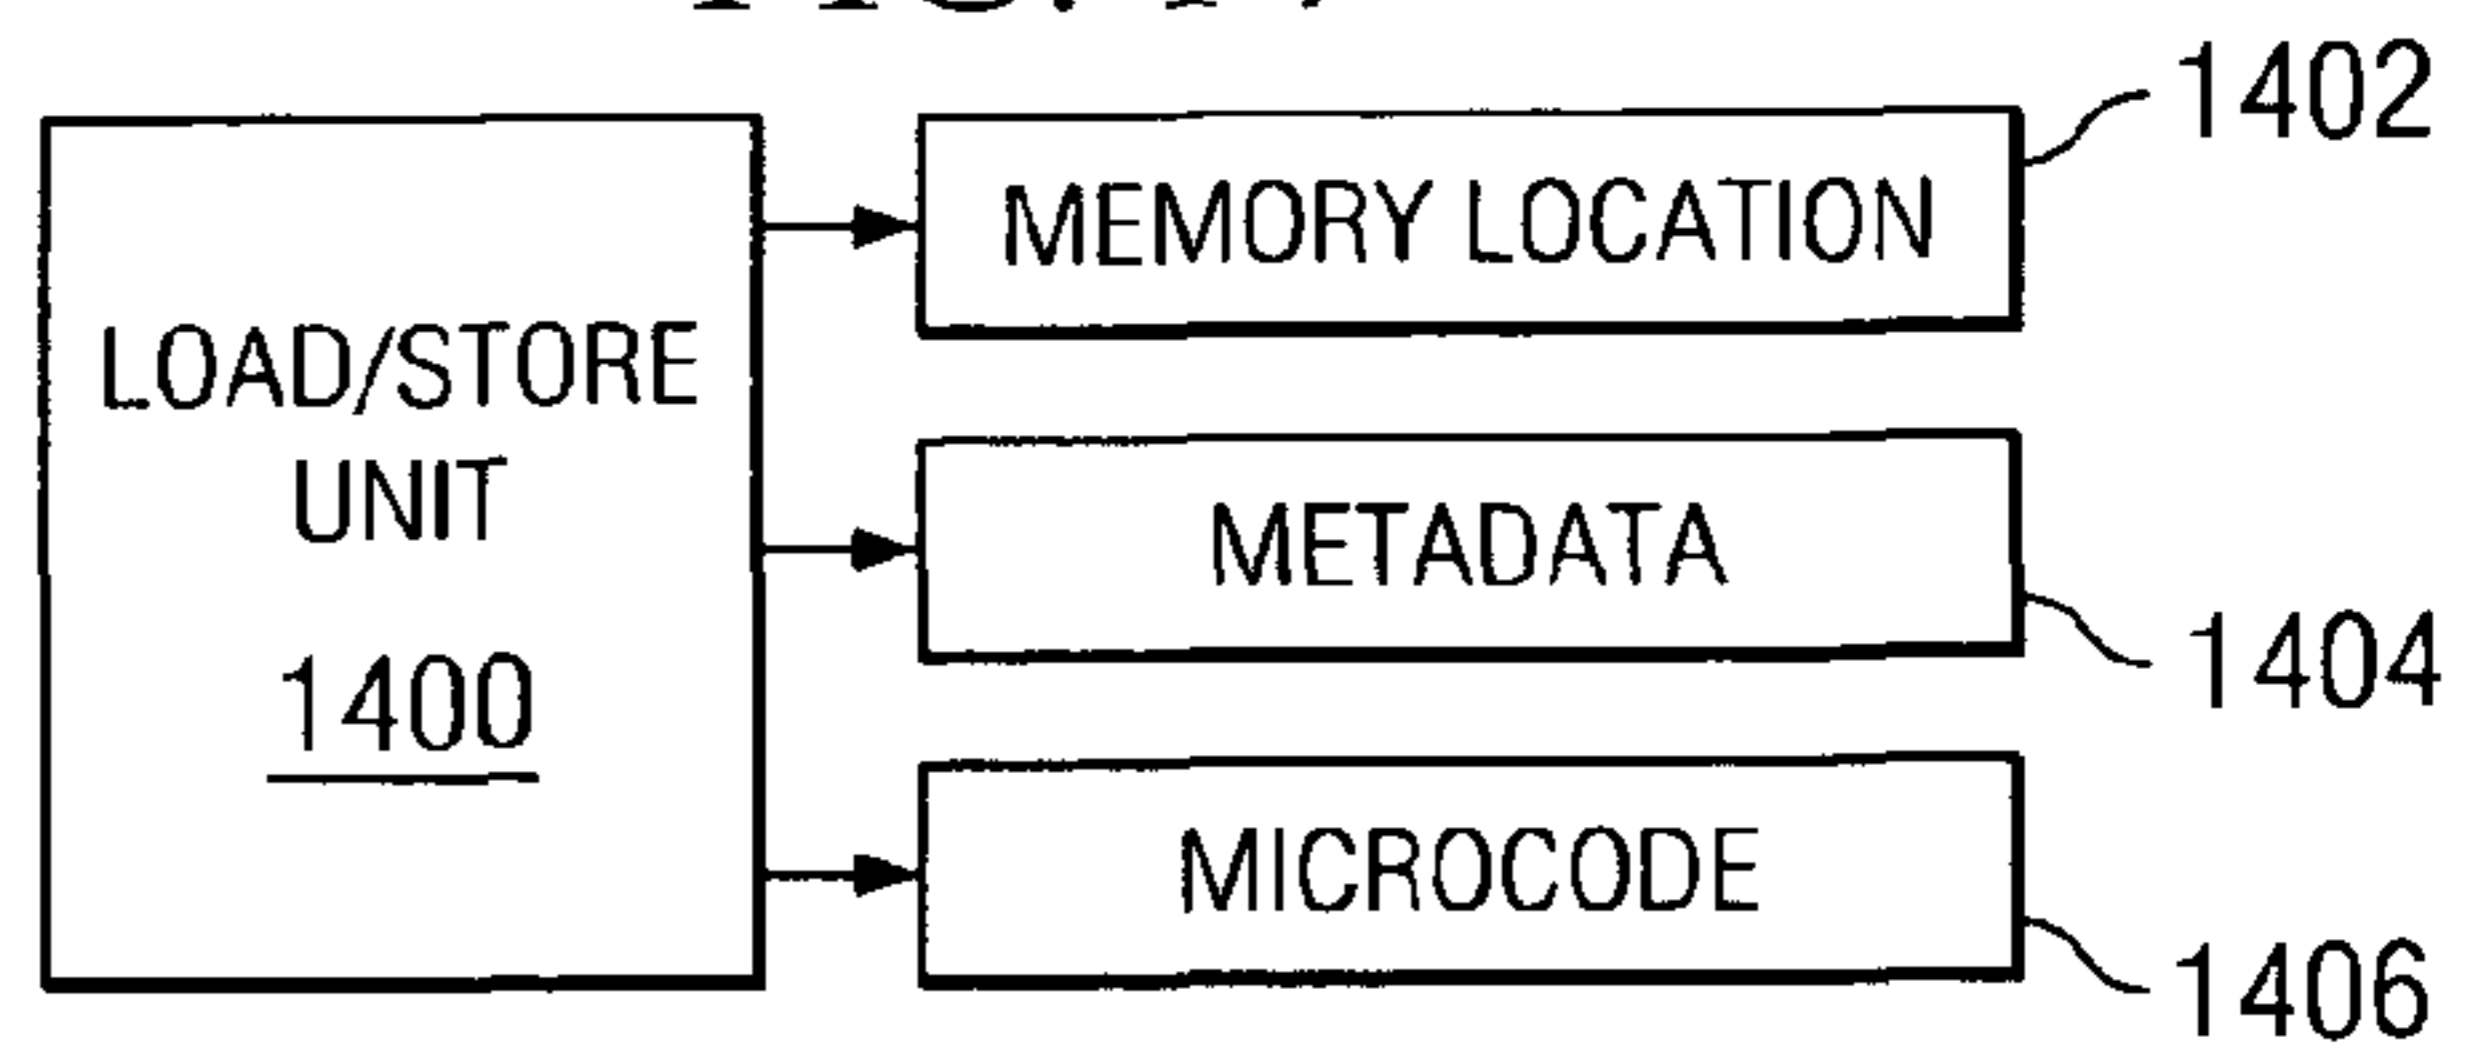 1402
MEMORY LOCATION
LOAD/STORE
UNIT
1400
METADATA
1404
MICROCODE
1406